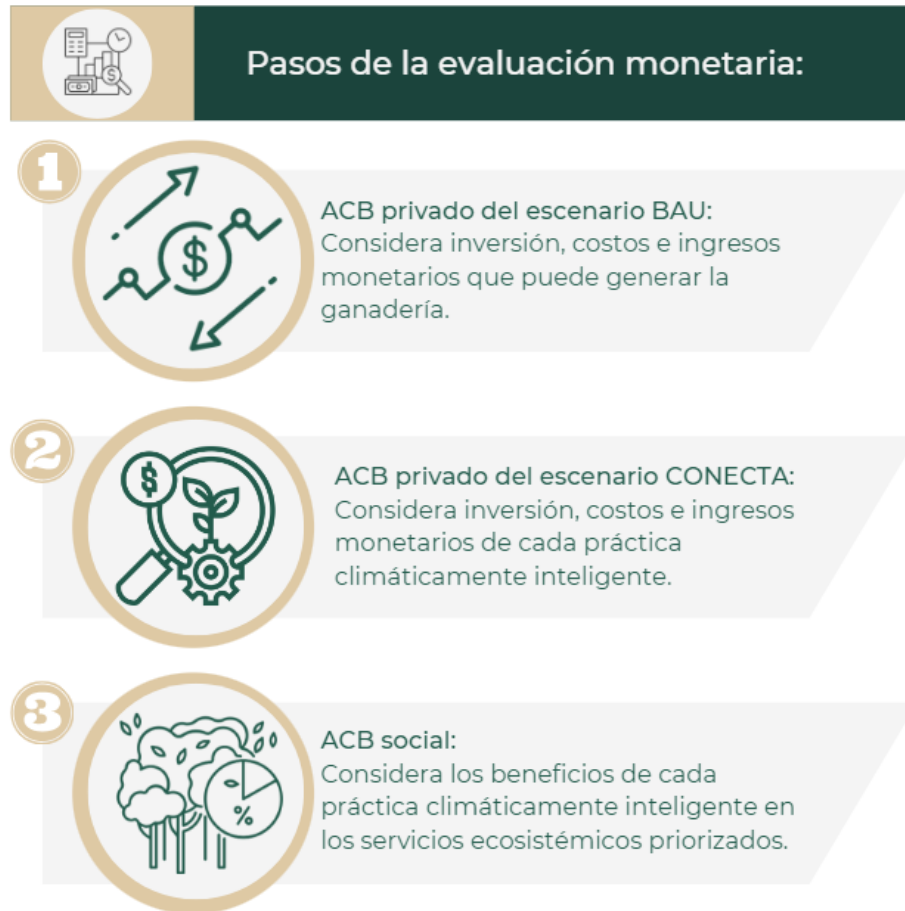 Pasos de la evaluación monetaria:
1
ACB privado del escenario BAU:
Considera inversión, costos e ingresos
monetarios que puede generar la
ganadería.
$
2
ACB privado del escenario CONECTA:
Considera inversión, costos e ingresos
monetarios de cada práctica
climáticamente inteligente.
$
3
ACB social:
Considera los beneficios de cada
práctica climáticamente inteligente en
los servicios ecosistémicos priorizados.
%